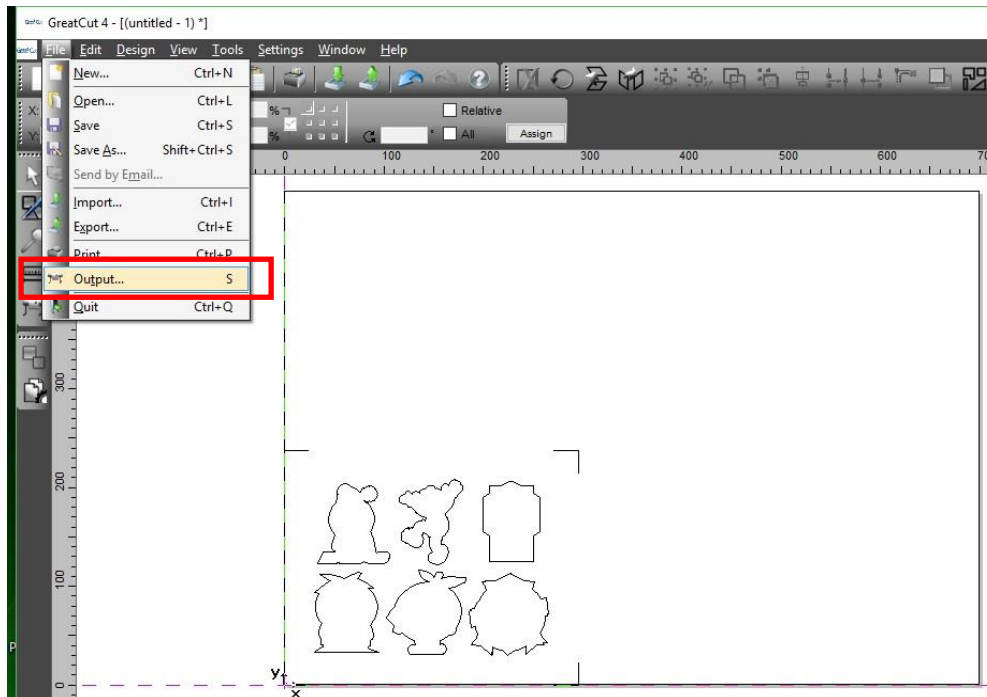 GreatCut 4 - [(untitled - 1) *]
File Edit Design View Tools Settings Window Help
New... Ctrl+N
Open... Ctrl+L
Save Ctrl+S
Save As... Shift+Ctrl+S
Send by Email...
Import... Ctrl+I
Export... Ctrl+E
Print... Ctrl+P
Output... S
Quit Ctrl+Q
X:
Y:
%
%
°
Relative
All
Assign
0 100 200 300 400 500 600
300
200
100
0
Y
X
P